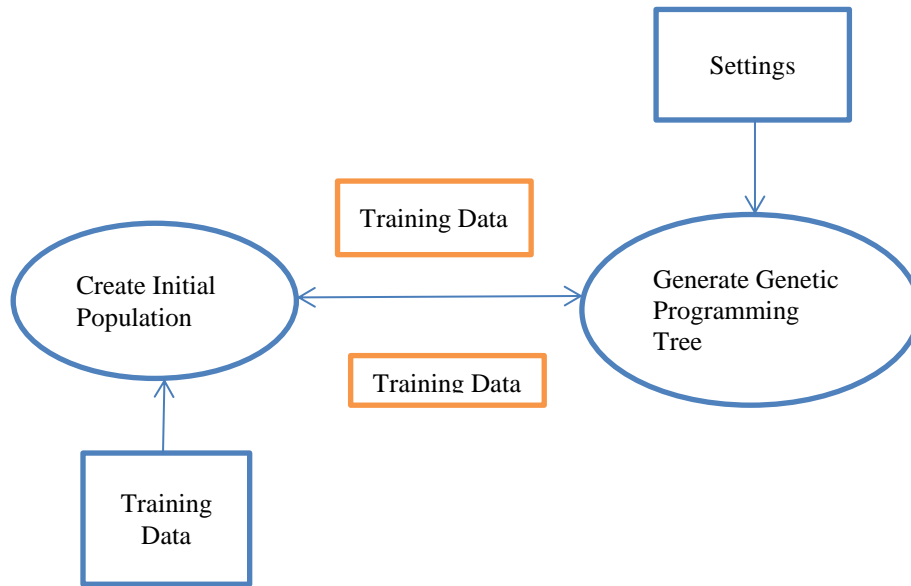 Settings
Training Data
Create Initial
Population
Generate Genetic
Programming
Tree
Training Data
Training
Data